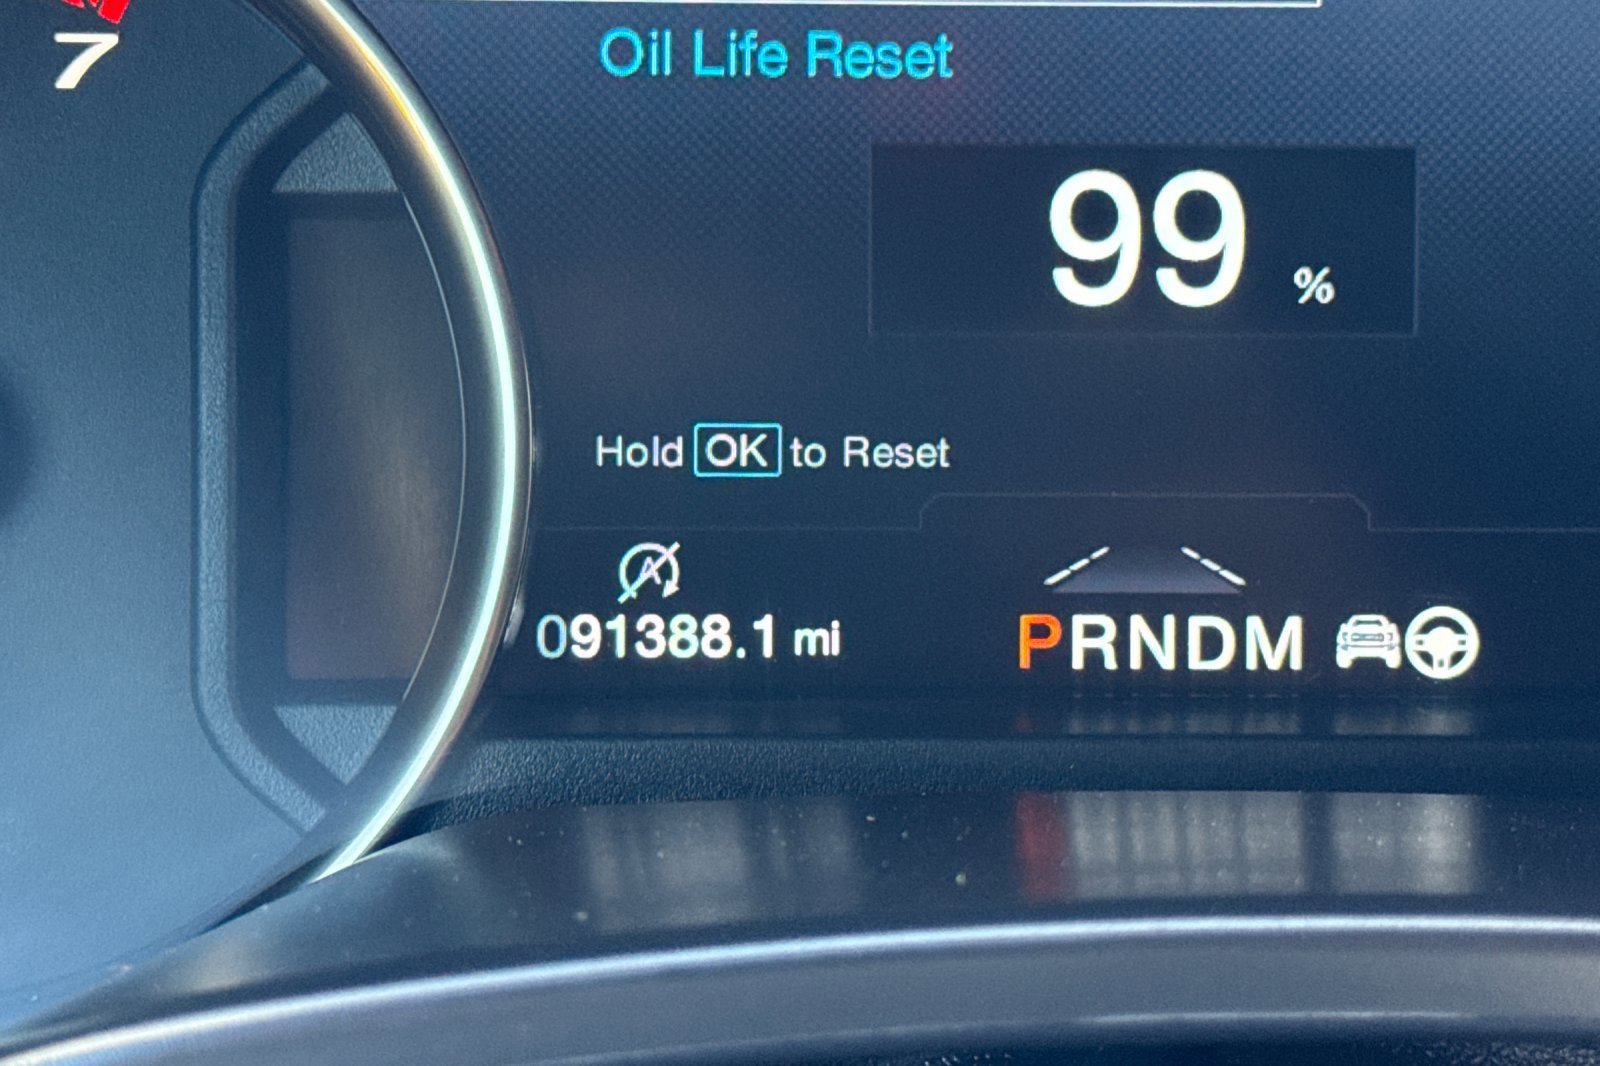 7
Oil Life Reset
99 %
Hold OK to Reset
A
091388.1 mi
PRNDM